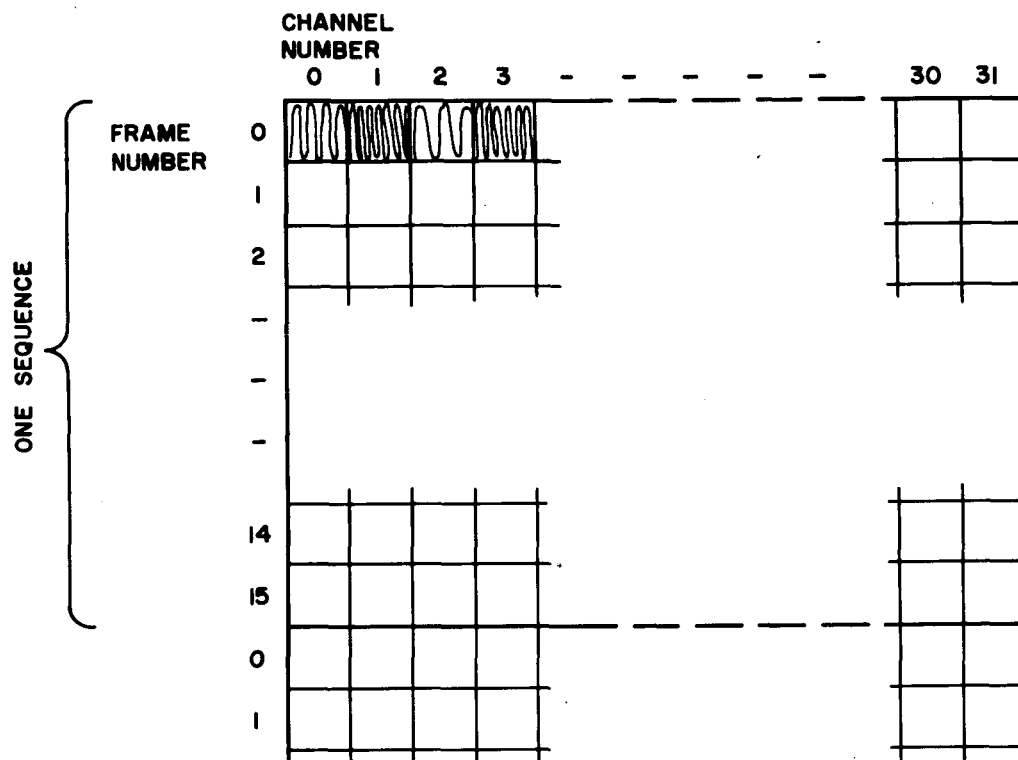 CHANNEL
NUMBER
0 1 2 3 - - - - - 30 31
FRAME
NUMBER
0
1
2
-
-
-
14
15
0
1
ONE SEQUENCE